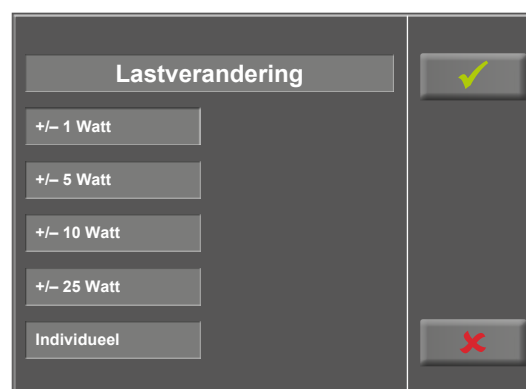 Lastverandering
+/– 1 Watt
+/– 5 Watt
+/– 10 Watt
+/– 25 Watt
Individueel